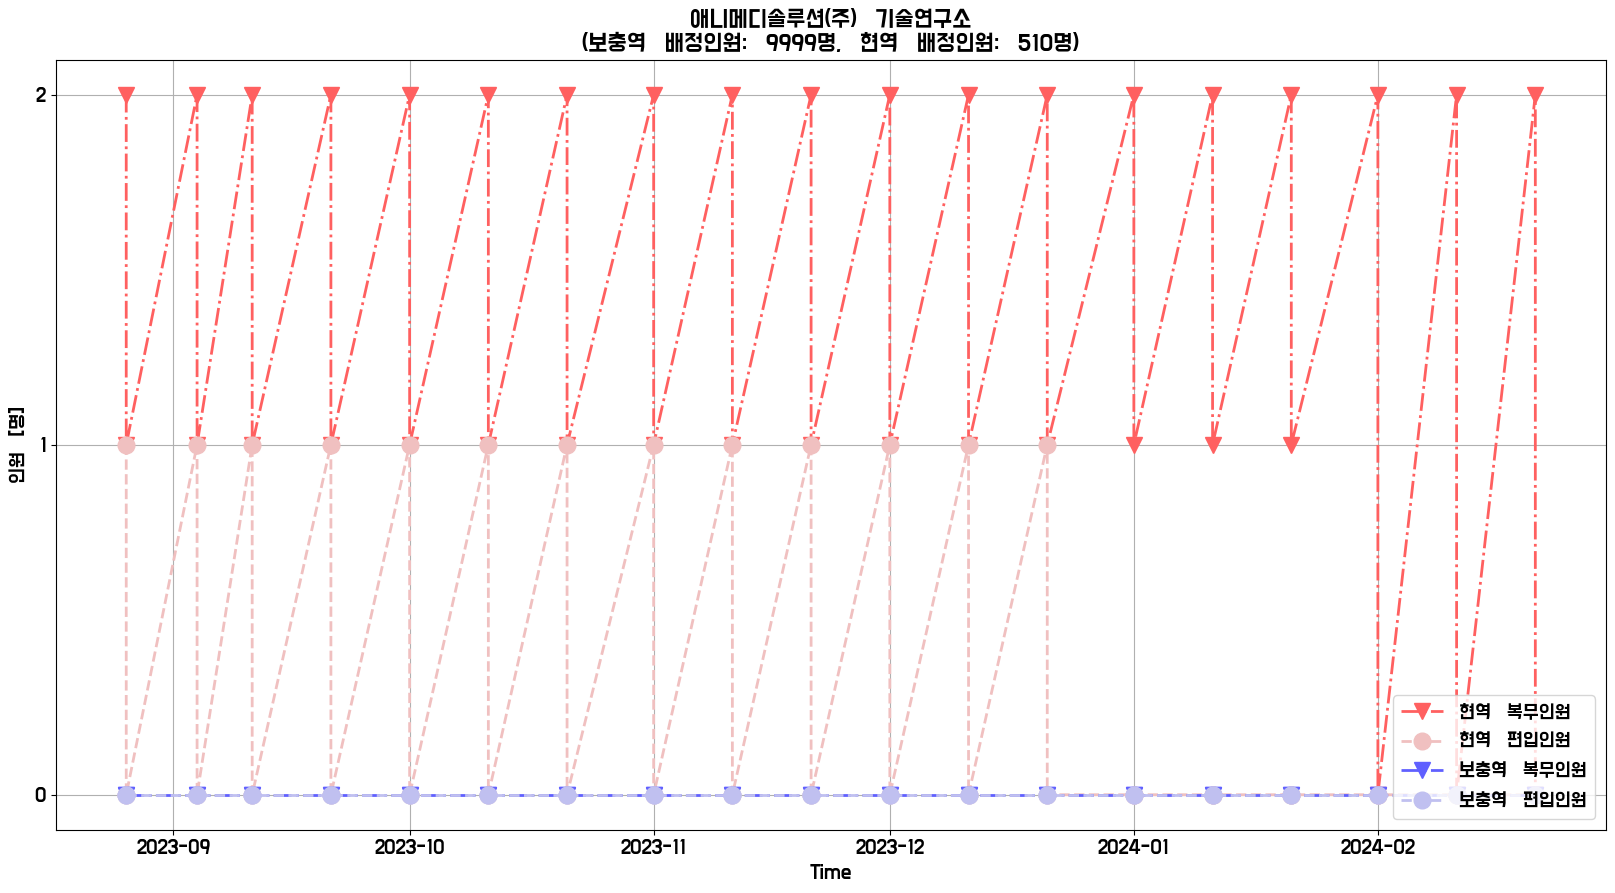 애니메디솔루션(주) 기술연구소
(보충역 배정인원: 9999명, 현역 배정인원: 510명)
2
1
0
인원 [명]
2023-09 2023-10 2023-11 2023-12 2024-01 2024-02
Time
현역 복무인원
현역 편입인원
보충역 복무인원
보충역 편입인원